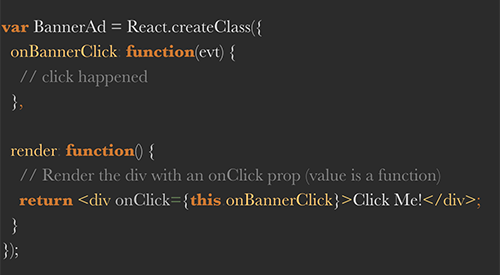 var BannerAd = React.createClass({
onBannerClick: function(evt) {
// click happened
},
render: function() {
// Render the div with an onClick prop (value is a function)
return <div onClick={this onBannerClick}>Click Me!</div>;
}
});